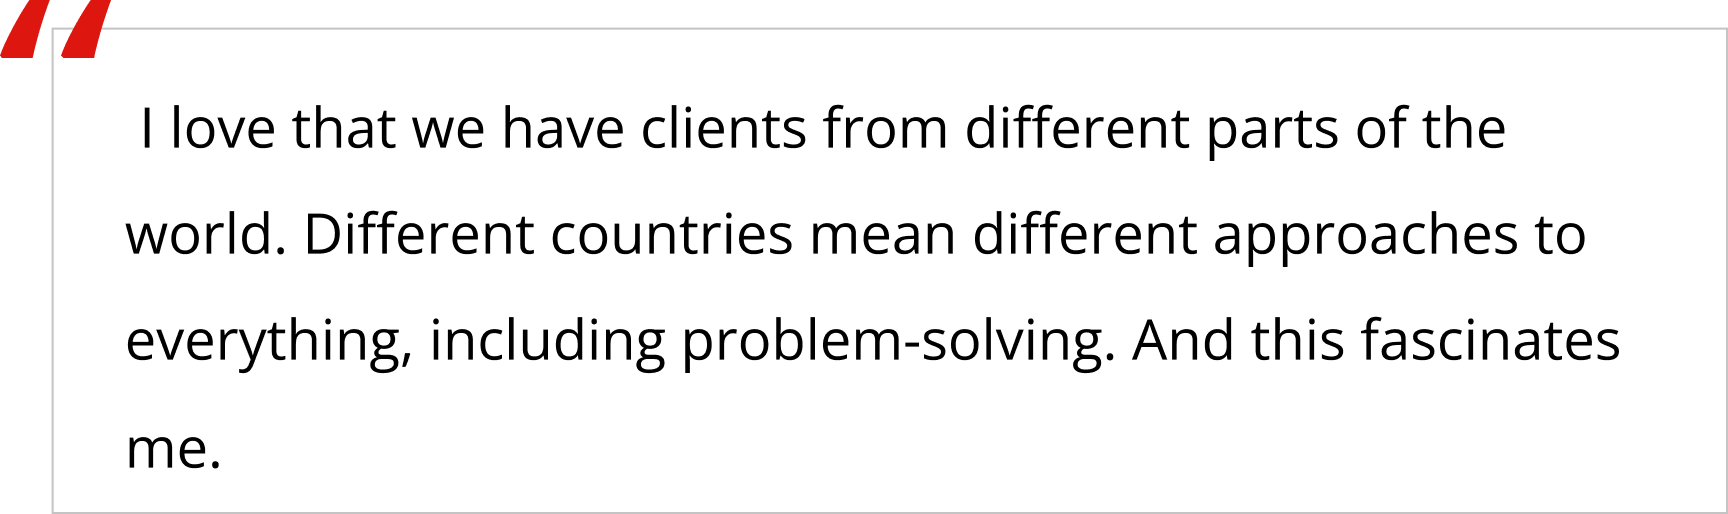 I love that we have clients from different parts of the
world. Different countries mean different approaches to
everything, including problem-solving. And this fascinates
me.